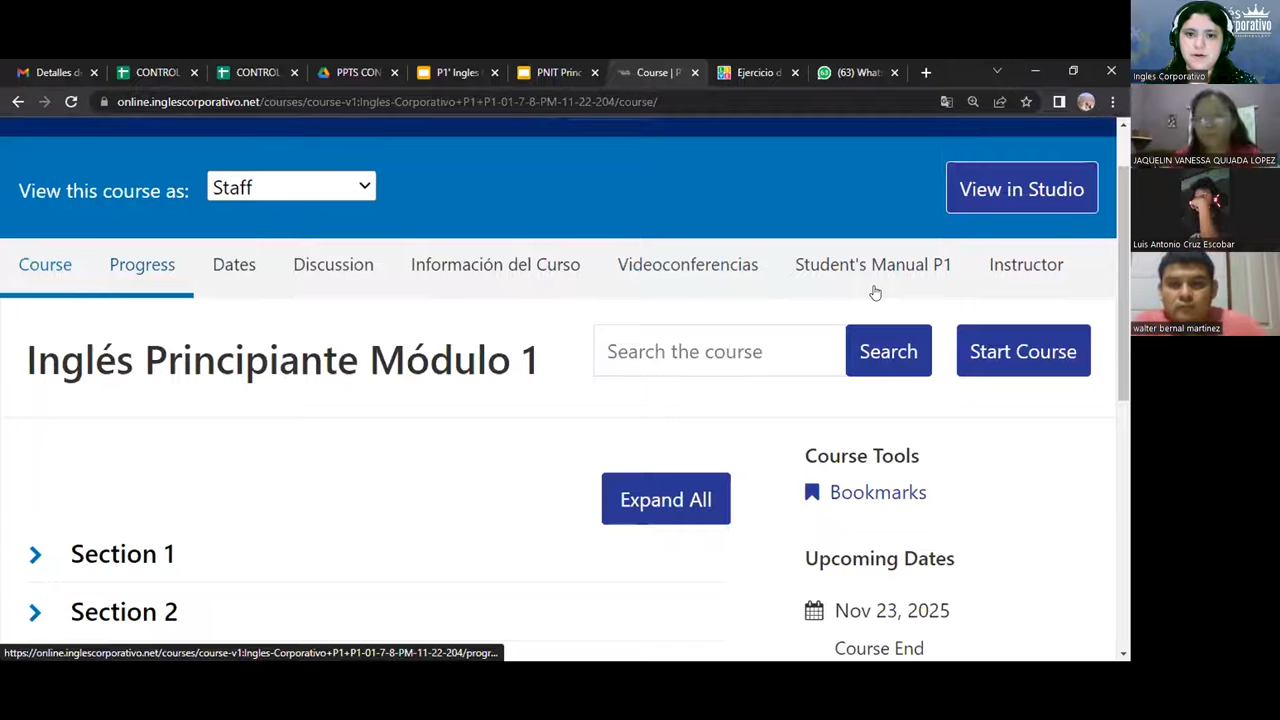 Detalles d
CONTROL
CONTROL
PPTS CON
P1' Ingles
PNIT Princ
Course | P
Ejercicio d
(63) What
online.inglescorporativo.net/courses/course-v1:Ingles-Corporativo+P1+P1-01-7-8-PM-11-22-204/course/
View this course as:
Staff
View in Studio
Course
Progress
Dates
Discussion
Información del Curso
Videoconferencias
Student's Manual P1
Instructor
Inglés Principiante Módulo 1
Search the course
Search
Start Course
Course Tools
Bookmarks
Expand All
Upcoming Dates
Section 1
Nov 23, 2025
Section 2
Course End
https://online.inglescorporativo.net/courses/course-v1:Ingles-Corporativo+P1+P1-01-7-8-PM-11-22-204/progr...
Ingles Corporativo
JAQUELIN VANESSA QUIJADA LOPEZ
Luis Antonio Cruz Escobar
walter bernal martinez